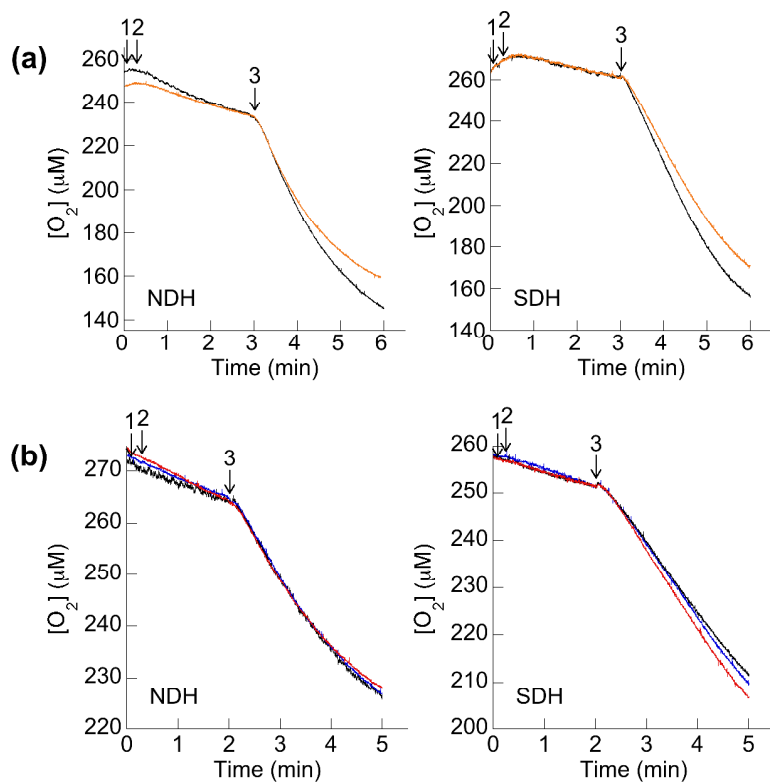 (a)
1 2
3
260
240
220
200
180
160
140
[O₂] (μM)
NDH
0 1 2 3 4 5 6
Time (min)
1 2
3
260
240
220
200
180
160
140
[O₂] (μM)
SDH
0 1 2 3 4 5 6
Time (min)
(b)
1 2
3
270
260
250
240
230
220
[O₂] (μM)
NDH
0 1 2 3 4 5
Time (min)
1 2
3
260
250
240
230
220
210
200
[O₂] (μM)
SDH
0 1 2 3 4 5
Time (min)